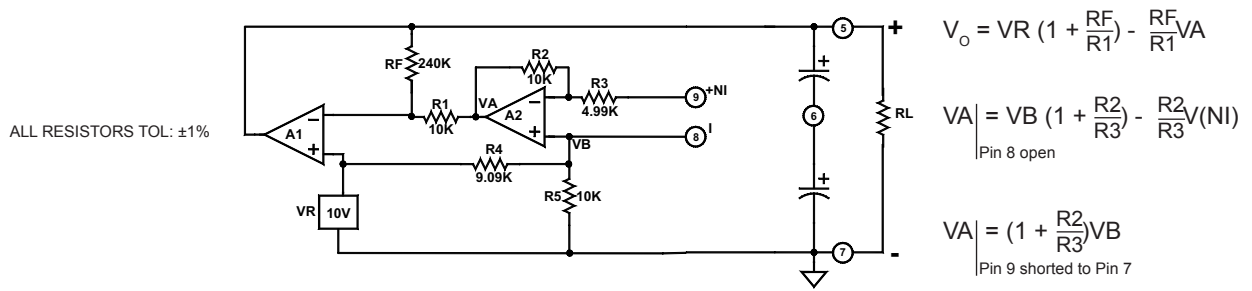 ALL RESISTORS TOL: ±1%
RF
240K
R1
10K
A1
VR
10V
R2
10K
VA
A2
R3
4.99K
VB
R4
9.09K
R5
10K
9
+NI
8
I
5
+
6
RL
7
-
+
+
-
+
-
+
V_O = VR (1 + RF/R1) - RF/R1 VA
VA| = VB (1 + R2/R3) - R2/R3 V(NI)
Pin 8 open
VA| = (1 + R2/R3)VB
Pin 9 shorted to Pin 7